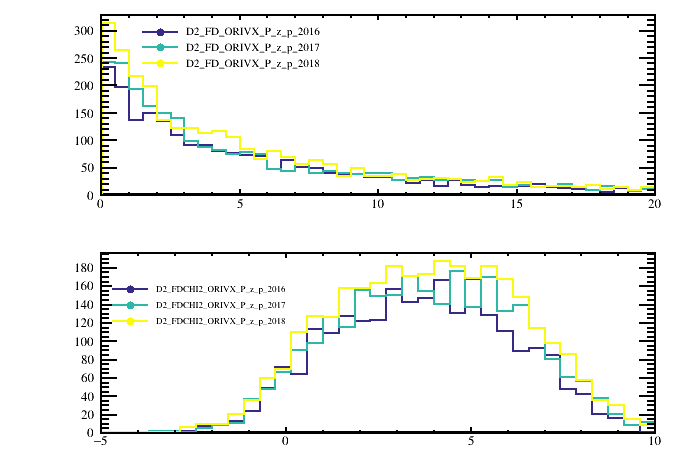 300
250
200
150
100
50
0
D2_FD_ORIVX_P_z_p_2016
D2_FD_ORIVX_P_z_p_2017
D2_FD_ORIVX_P_z_p_2018
0 5 10 15 20
180
160
140
120
100
80
60
40
20
0
D2_FDCHI2_ORIVX_P_z_p_2016
D2_FDCHI2_ORIVX_P_z_p_2017
D2_FDCHI2_ORIVX_P_z_p_2018
−5 0 5 10